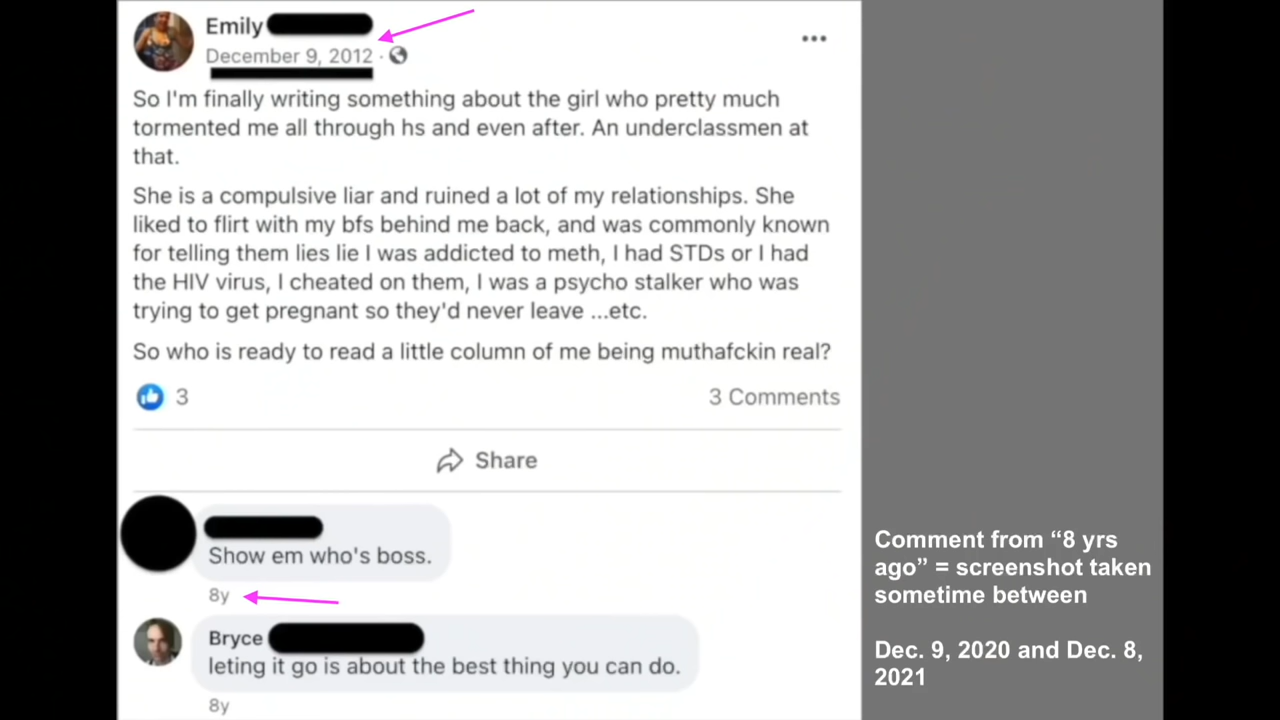 Emily
December 9, 2012 ·
So I'm finally writing something about the girl who pretty much
tormented me all through hs and even after. An underclassmen at
that.
She is a compulsive liar and ruined a lot of my relationships. She
liked to flirt with my bfs behind me back, and was commonly known
for telling them lies lie I was addicted to meth, I had STDs or I had
the HIV virus, I cheated on them, I was a psycho stalker who was
trying to get pregnant so they'd never leave ...etc.
So who is ready to read a little column of me being muthafckin real?
3
3 Comments
Share
Show em who's boss.
8y
Bryce
leting it go is about the best thing you can do.
8y
Comment from “8 yrs
ago” = screenshot taken
sometime between
Dec. 9, 2020 and Dec. 8,
2021